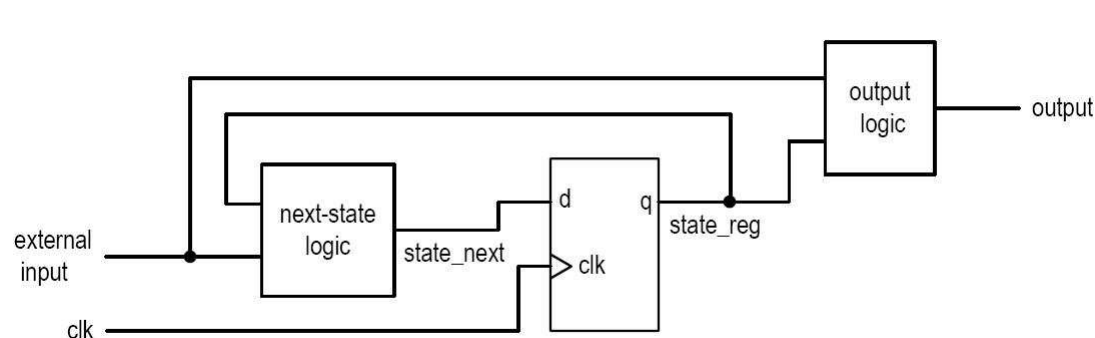 output
logic
output
next-state
logic
d
q
state_reg
state_next
external
input
clk
clk